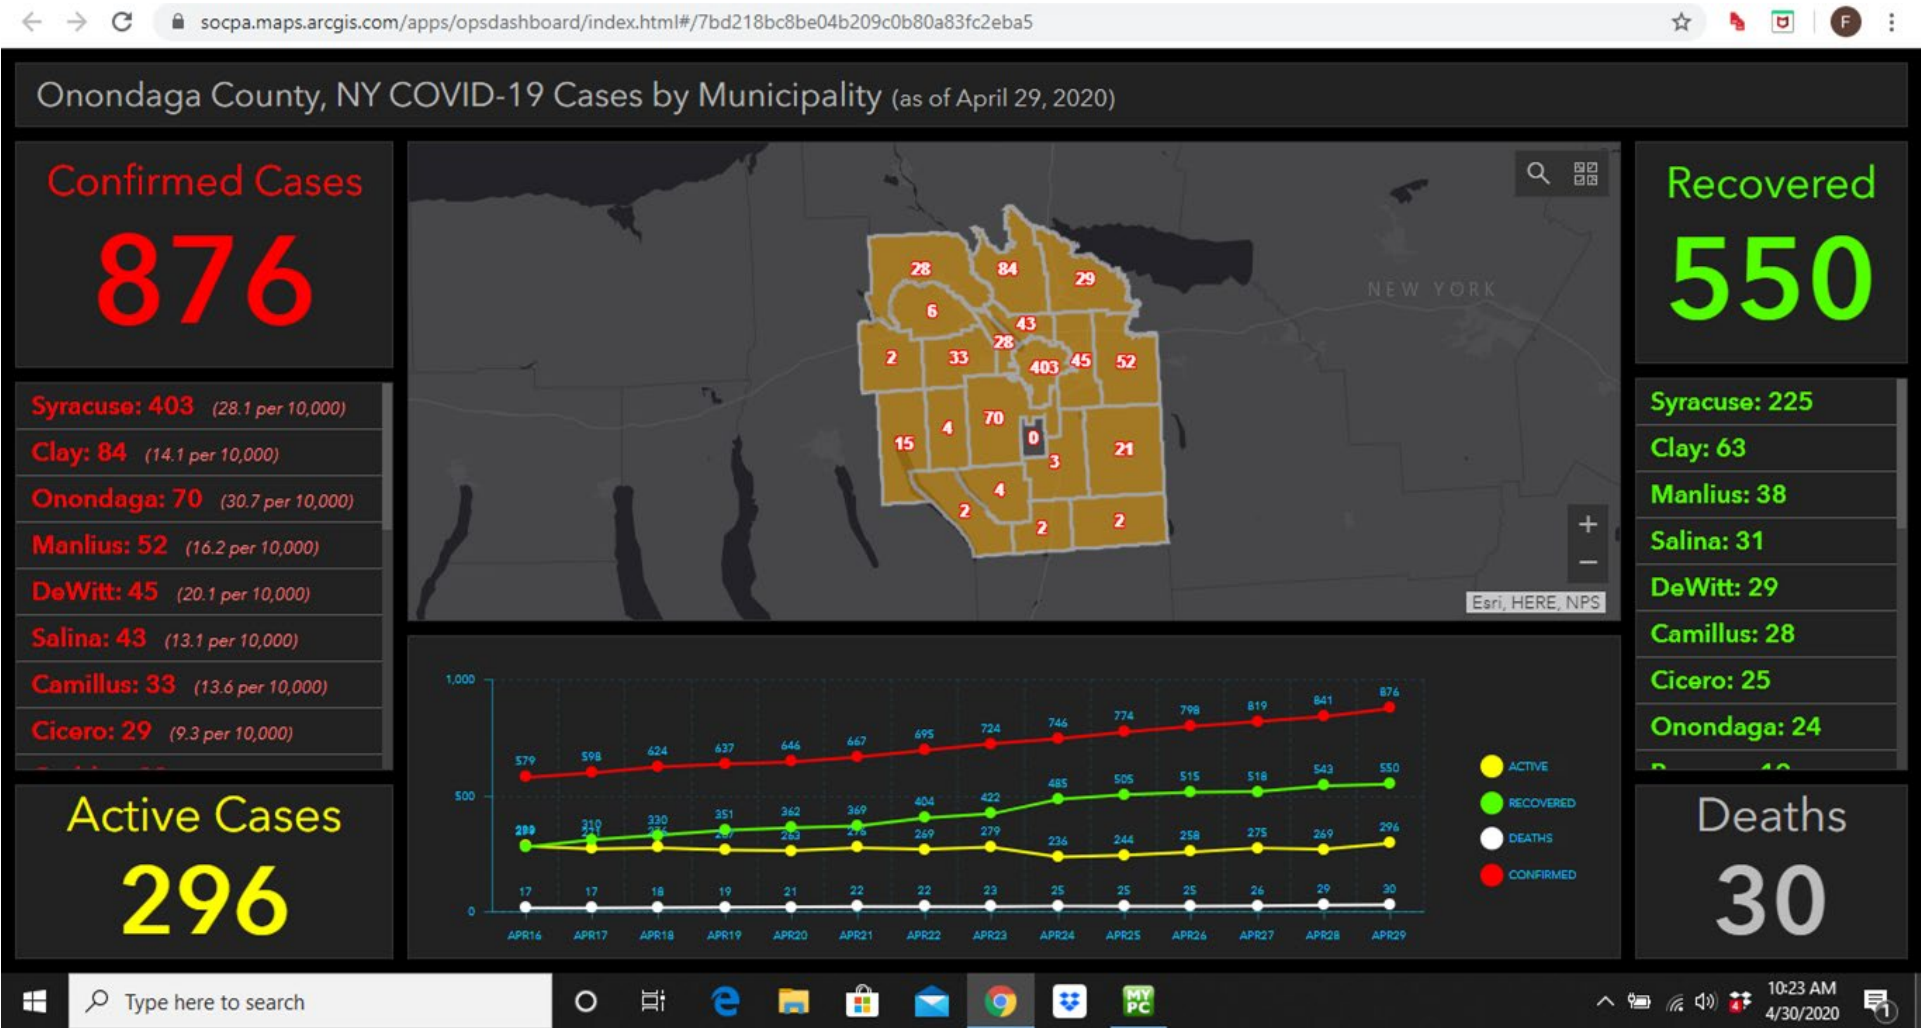 socpa.maps.arcgis.com/apps/opsdashboard/index.html#/7bd218bc8be04b209c0b80a83fc2eba5
F
Onondaga County, NY COVID-19 Cases by Municipality (as of April 29, 2020)
Confirmed Cases
876
Syracuse: 403 (28.1 per 10,000)
Clay: 84 (14.1 per 10,000)
Onondaga: 70 (30.7 per 10,000)
Manlius: 52 (16.2 per 10,000)
DeWitt: 45 (20.1 per 10,000)
Salina: 43 (13.1 per 10,000)
Camillus: 33 (13.6 per 10,000)
Cicero: 29 (9.3 per 10,000)
Active Cases
296
NEW YORK
28 84 29
6
43
28
2 33 403 45 52
70
4
15
0
3
21
4
2
2
2
Esri, HERE, NPS
1,000
500
0
579 598 624 637 646 667 695 724 746 774 798 819 841 876
310 330 351 362 369 404 422 485 505 515 518 543 550
263 269 279 236 244 258 275 269 296
17 17 18 19 21 22 22 23 25 25 25 26 29 30
APR16 APR17 APR18 APR19 APR20 APR21 APR22 APR23 APR24 APR25 APR26 APR27 APR28 APR29
ACTIVE
RECOVERED
DEATHS
CONFIRMED
Recovered
550
Syracuse: 225
Clay: 63
Manlius: 38
Salina: 31
DeWitt: 29
Camillus: 28
Cicero: 25
Onondaga: 24
Deaths
30
Type here to search
MY
PC
10:23 AM
4/30/2020
1